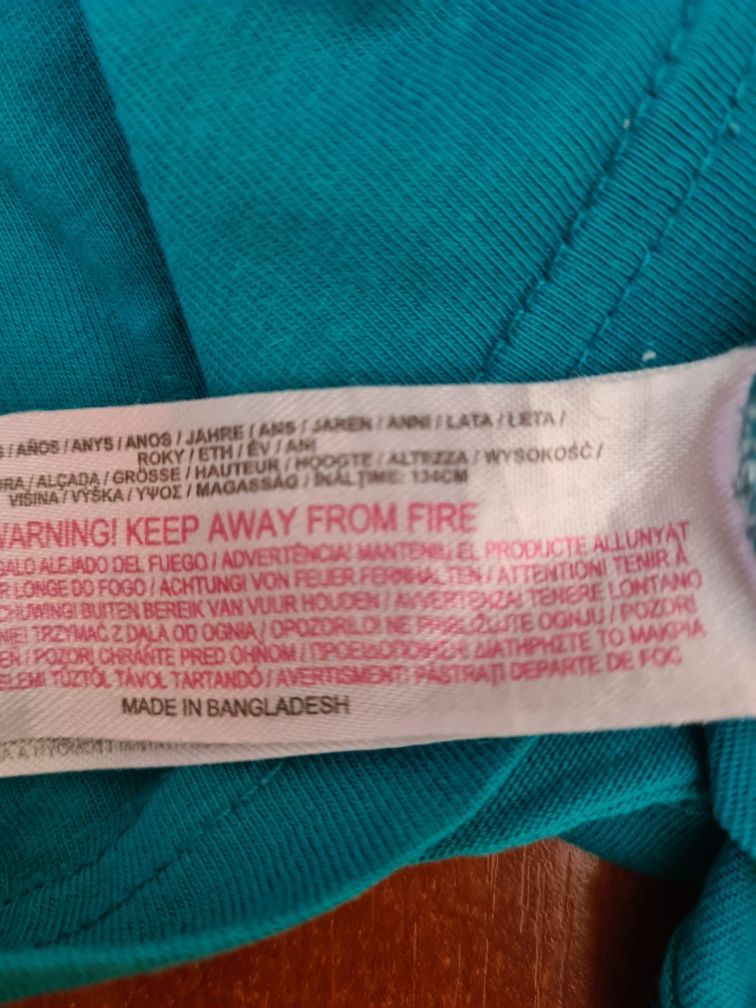 / AÑOS / ANYS / ANOS / JAHRE / ANS / JAREN / ANNI / LATA / LETA /
ROKY / ETH / ÉV / ANI
/ ALÇADA / GRÖSSE / HAUTEUR / HOOGTE / ALTEZZA / WYSOKOŚĆ /
VIŠINA / VÝŠKA / ΥΨΟΣ / MAGASSÁG / ÎNĂLŢIME: 134CM
WARNING! KEEP AWAY FROM FIRE
ALEJADO DEL FUEGO / ADVERTÈNCIA! MANTENIU EL PRODUCTE ALLUNYAT
LONGE DO FOGO / ACHTUNG! VON FEUER FERNHALTEN / ATTENTION! TENIR À
BUITEN BEREIK VAN VUUR HOUDEN / AVVERTENZA! TENERE LONTANO
TRZYMAĆ Z DALA OD OGNIA / OPOZORILO! NE PRIBLIŽUJTE OGNJU / POZOR!
/ POZOR! CHRÁŇTE PRED OHŇOM / ΠΡΟΕΙΔΟΠΟΙΗΣΗ! ΔΙΑΤΗΡΗΣΤΕ ΤΟ ΜΑΚΡΙΑ
TŰZTŐL TÁVOL TARTANDÓ / AVERTISMENT! PĂSTRAŢI DEPARTE DE FOC
MADE IN BANGLADESH